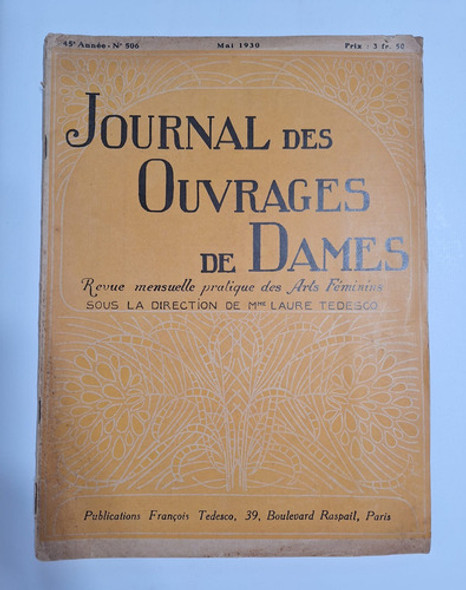 45e Année - No 506 Mai 1930 Prix : 3 fr. 50
JOURNAL DES
OUVRAGES
DE DAMES
Revue mensuelle pratique des Arts Féminins
SOUS LA DIRECTION DE MME LAURE TEDESCO
Publications François Tedesco, 39, Boulevard Raspail, Paris